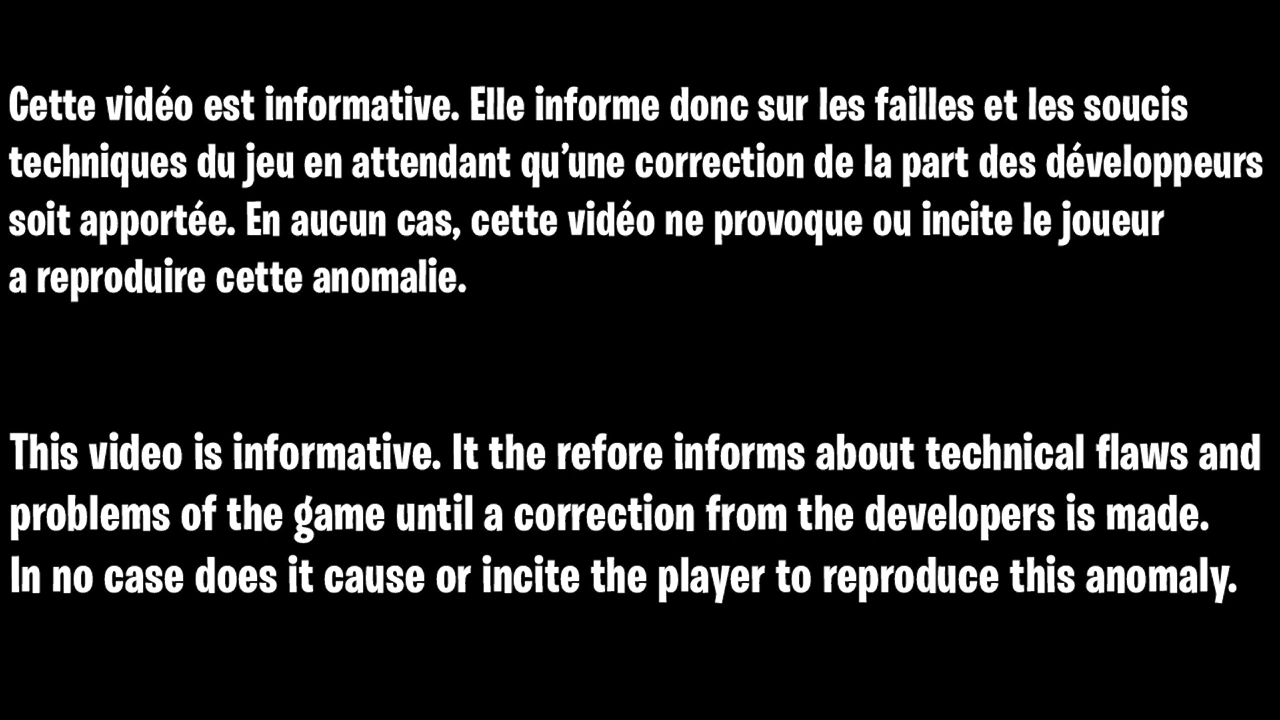 Cette vidéo est informative. Elle informe donc sur les failles et les soucis
techniques du jeu en attendant qu'une correction de la part des développeurs
soit apportée. En aucun cas, cette vidéo ne provoque ou incite le joueur
a reproduire cette anomalie.
This video is informative. It the refore informs about technical flaws and
problems of the game until a correction from the developers is made.
In no case does it cause or incite the player to reproduce this anomaly.